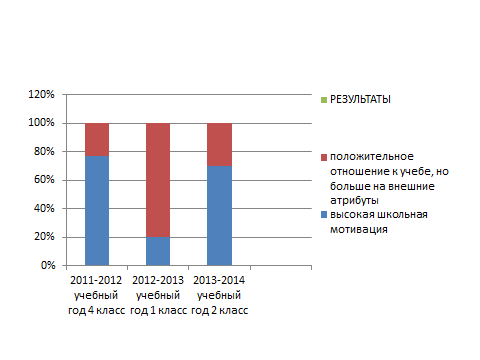 120%
100%
80%
60%
40%
20%
0%
2011-2012
учебный
год 4 класс
2012-2013
учебный
год 1 класс
2013-2014
учебный
год 2 класс
РЕЗУЛЬТАТЫ
положительное
отношение к учебе, но
больше на внешние
атрибуты
высокая школьная
мотивация